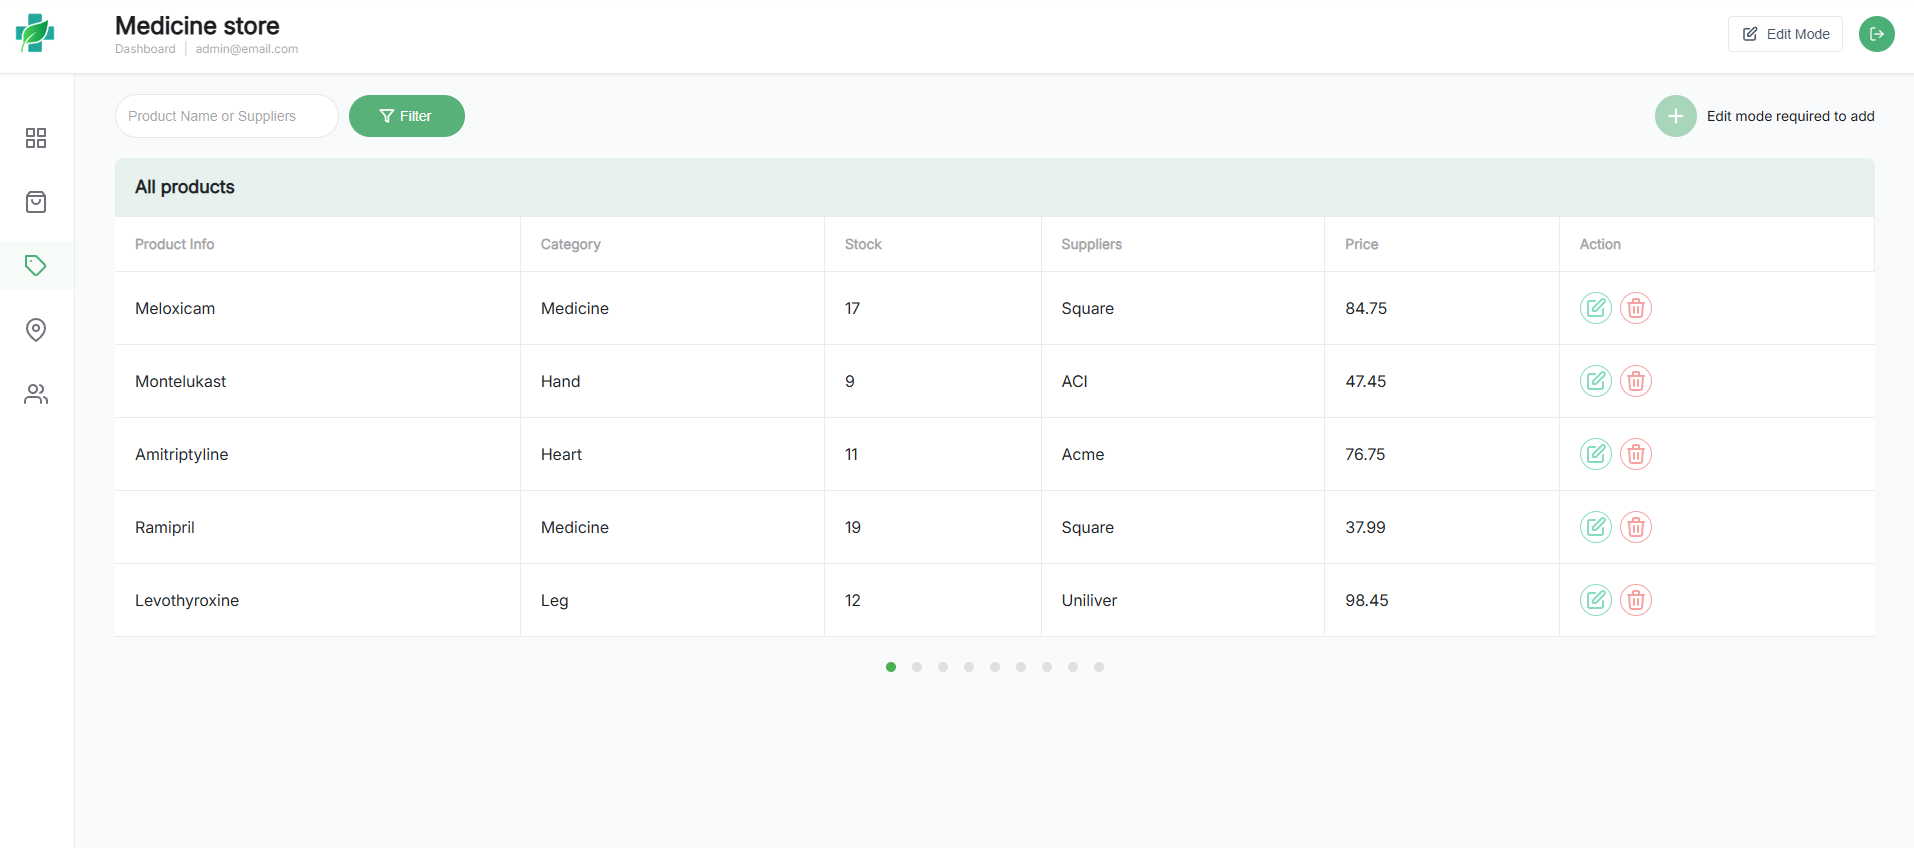 Medicine store
Dashboard | admin@email.com
Edit Mode
Product Name or Suppliers
Filter
Edit mode required to add
All products
Product Info Category Stock Suppliers Price Action
Meloxicam Medicine 17 Square 84.75
Montelukast Hand 9 ACI 47.45
Amitriptyline Heart 11 Acme 76.75
Ramipril Medicine 19 Square 37.99
Levothyroxine Leg 12 Uniliver 98.45